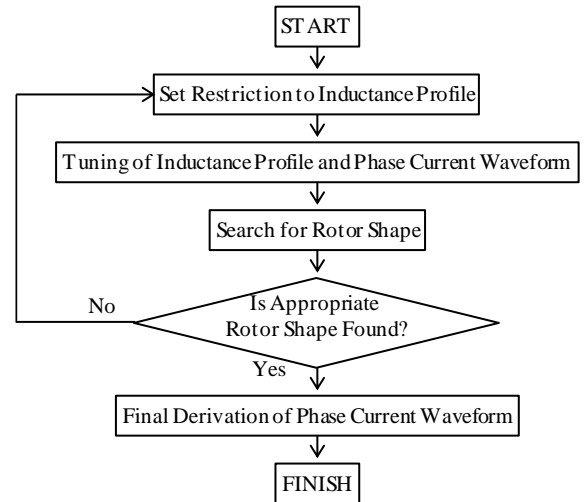 START
Set Restriction to Inductance Profile
Tuning of Inductance Profile and Phase Current Waveform
Search for Rotor Shape
Is Appropriate
Rotor Shape Found?
No
Yes
Final Derivation of Phase Current Waveform
FINISH